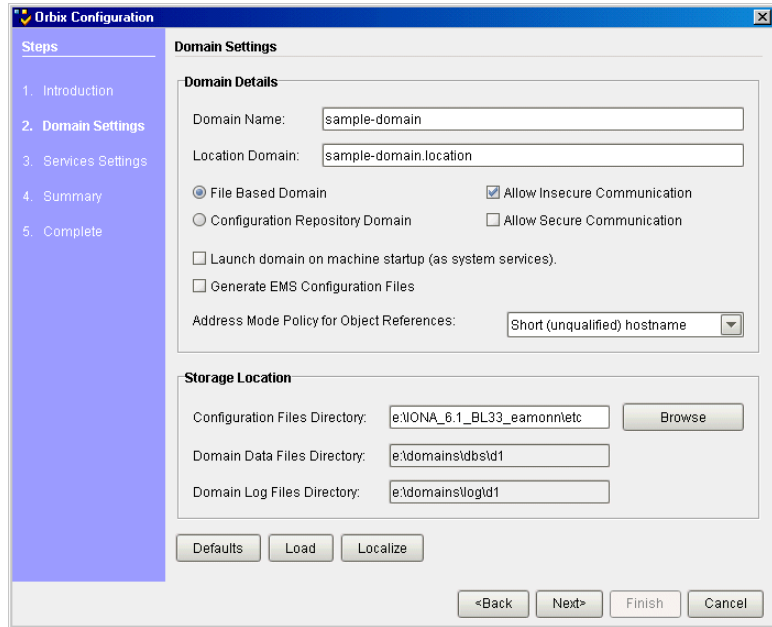 Orbix Configuration
Steps
1. Introduction
2. Domain Settings
3. Services Settings
4. Summary
5. Complete
Domain Settings
Domain Details
Domain Name: sample-domain
Location Domain: sample-domain.location
File Based Domain Allow Insecure Communication
Configuration Repository Domain Allow Secure Communication
Launch domain on machine startup (as system services).
Generate EMS Configuration Files
Address Mode Policy for Object References: Short (unqualified) hostname
Storage Location
Configuration Files Directory: e:\IONA_6.1_BL33_eamonn\etc Browse
Domain Data Files Directory: e:\domains\dbs\d1
Domain Log Files Directory: e:\domains\log\d1
Defaults Load Localize
<Back Next> Finish Cancel